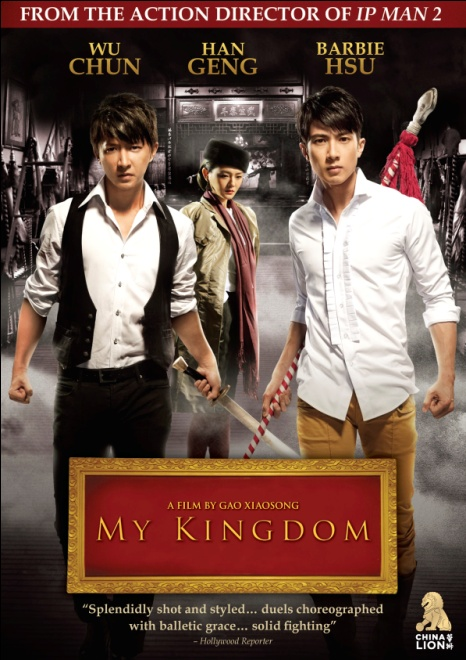 FROM THE ACTION DIRECTOR OF IP MAN 2
WU CHUN
HAN GENG
BARBIE HSU
A FILM BY GAO XIAOSONG
MY KINGDOM
“Splendidly shot and styled... duels choreographed
with balletic grace... solid fighting”
– Hollywood Reporter
CHINA
LION